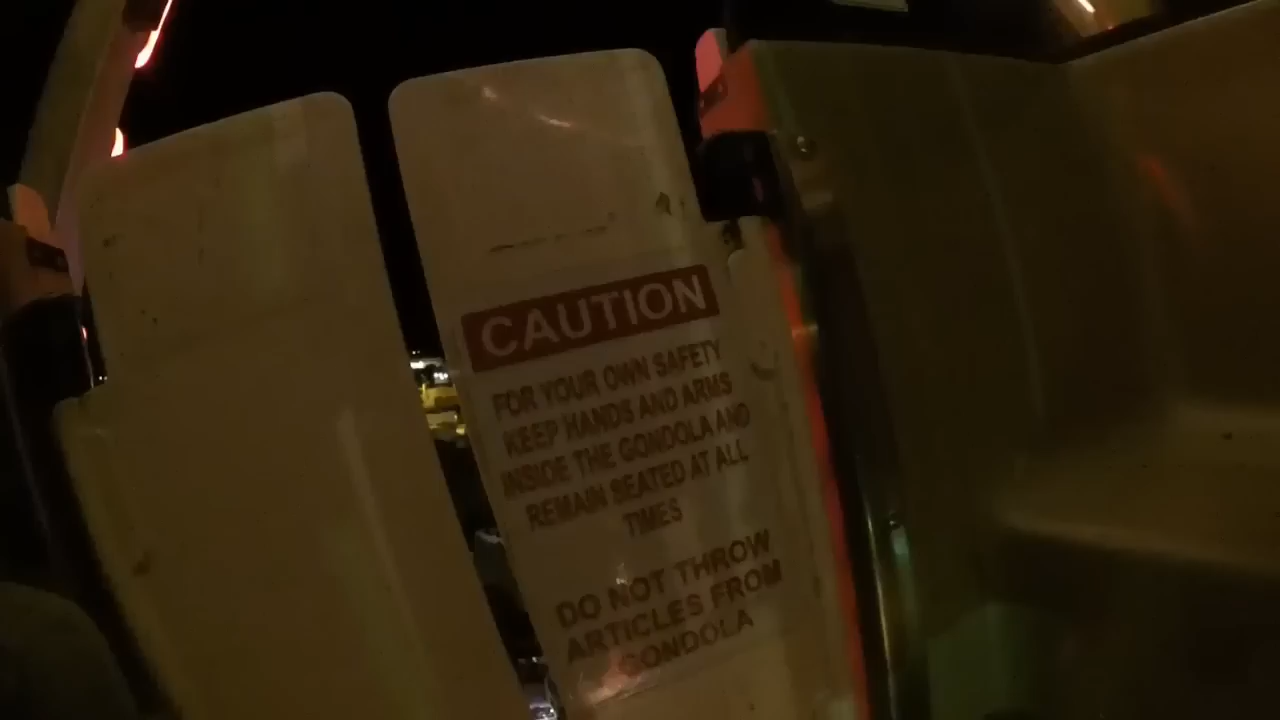 CAUTION
FOR YOUR OWN SAFETY
KEEP HANDS AND ARMS
INSIDE THE GONDOLA AND
REMAIN SEATED AT ALL
TIMES
DO NOT THROW
ARTICLES FROM
GONDOLA